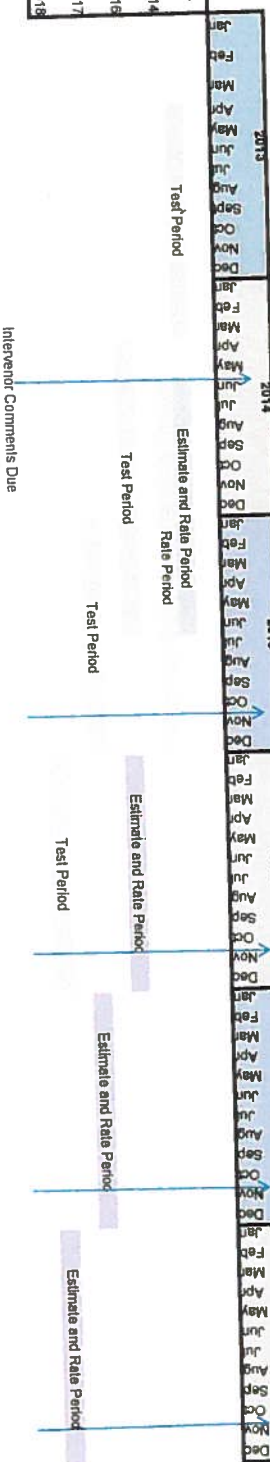 2013 2014
Jan Feb Mar Apr May Jun Jul Aug Sep Oct Nov Dec Jan Feb Mar Apr May Jun Jul Aug Sep Oct Nov Dec Jan Feb Mar Apr May Jun Jul Aug Sep Oct Nov Dec Jan Feb Mar Apr May Jun Jul Aug Sep Oct Nov Dec Jan Feb Mar Apr May Jun Jul Aug Sep Oct Nov Dec Jan Feb Mar Apr May Jun Jul Aug Sep Oct Nov Dec
Test Period Estimate and Rate Period
14 Rate Period
16 Test Period Estimate and Rate Period
17 Test Period Estimate and Rate Period
18 Test Period Estimate and Rate Period
Intervenor Comments Due